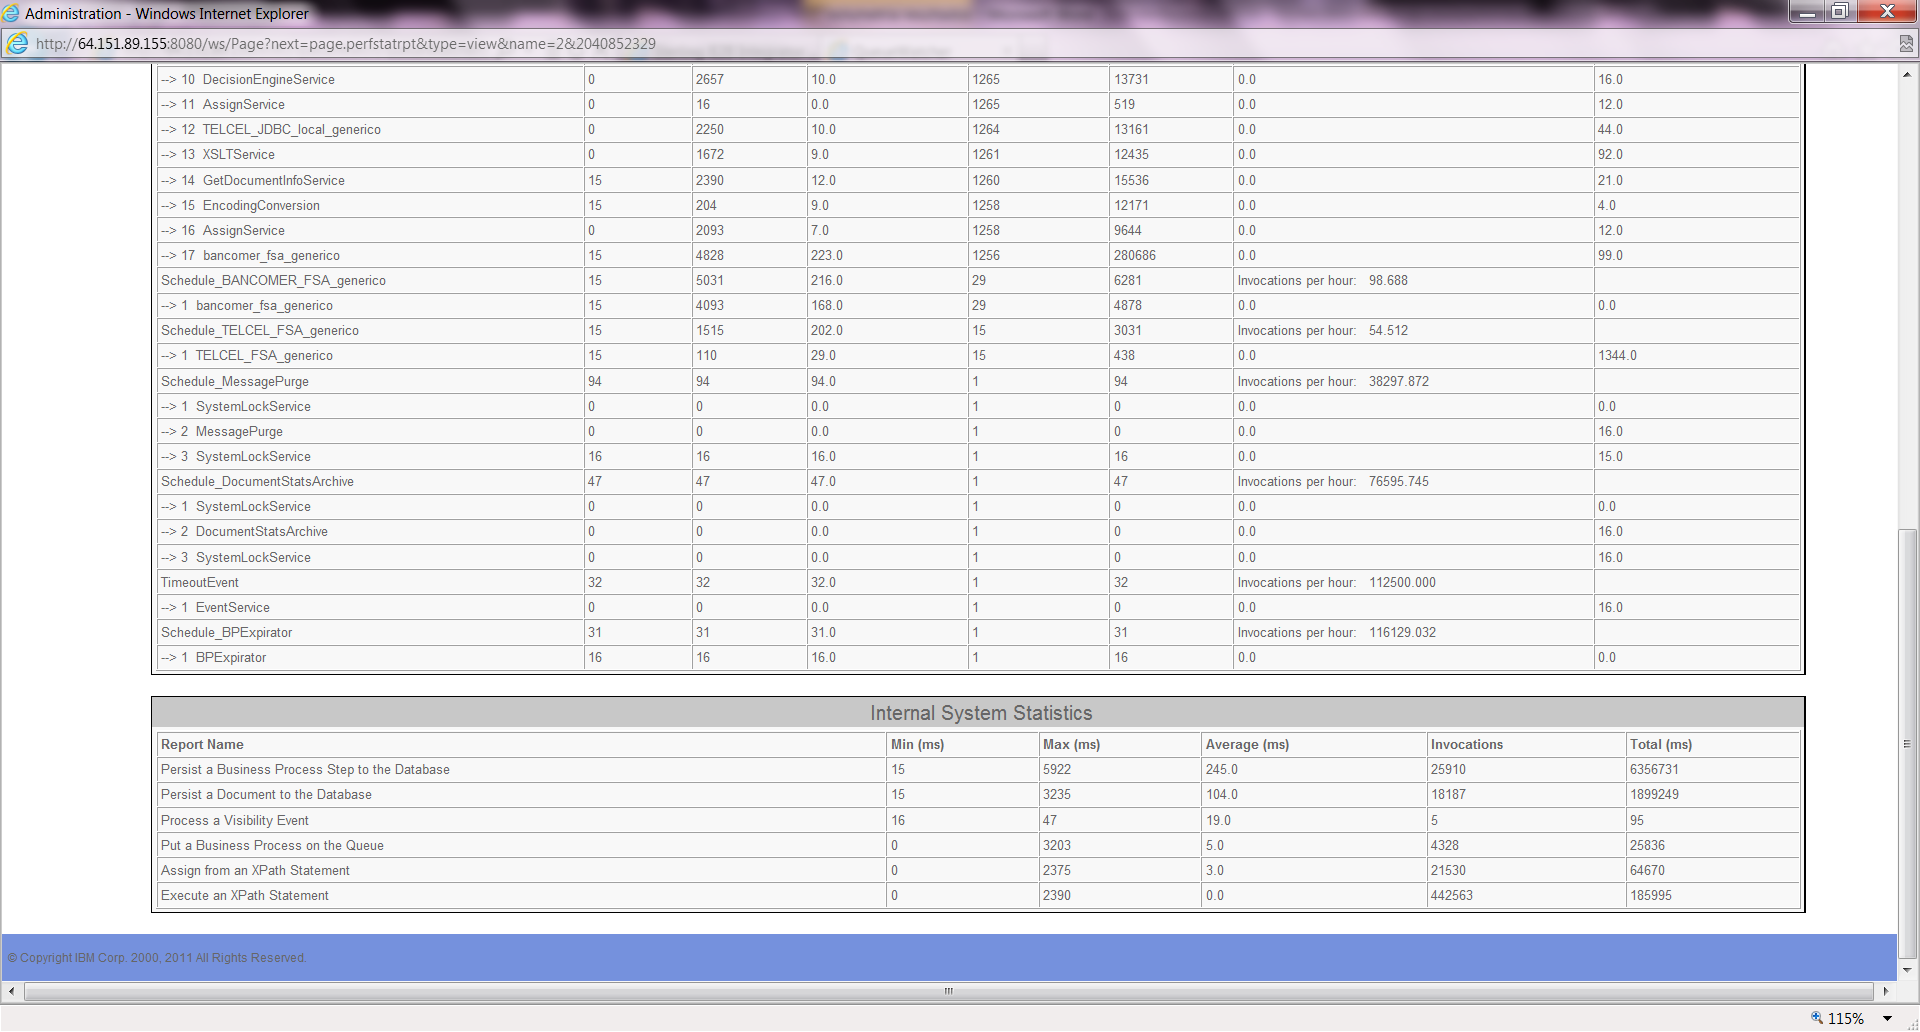 Administration - Windows Internet Explorer
http://64.151.89.155:8080/ws/Page?next=page.perfstatrpt&type=view&name=2&2040852329
--> 10 DecisionEngineService 0 2657 10.0 1265 13731 0.0 16.0
--> 11 AssignService 0 16 0.0 1265 519 0.0 12.0
--> 12 TELCEL_JDBC_local_generico 0 2250 10.0 1264 13161 0.0 44.0
--> 13 XSLTService 0 1672 9.0 1261 12435 0.0 92.0
--> 14 GetDocumentInfoService 15 2390 12.0 1260 15536 0.0 21.0
--> 15 EncodingConversion 15 204 9.0 1258 12171 0.0 4.0
--> 16 AssignService 0 2093 7.0 1258 9644 0.0 12.0
--> 17 bancomer_fsa_generico 15 4828 223.0 1256 280686 0.0 99.0
Schedule_BANCOMER_FSA_generico 15 5031 216.0 29 6281 Invocations per hour: 98.688
--> 1 bancomer_fsa_generico 15 4093 168.0 29 4878 0.0 0.0
Schedule_TELCEL_FSA_generico 15 1515 202.0 15 3031 Invocations per hour: 54.512
--> 1 TELCEL_FSA_generico 15 110 29.0 15 438 0.0 1344.0
Schedule_MessagePurge 94 94 94.0 1 94 Invocations per hour: 38297.872
--> 1 SystemLockService 0 0 0.0 1 0 0.0 0.0
--> 2 MessagePurge 0 0 0.0 1 0 0.0 16.0
--> 3 SystemLockService 16 16 16.0 1 16 0.0 15.0
Schedule_DocumentStatsArchive 47 47 47.0 1 47 Invocations per hour: 76595.745
--> 1 SystemLockService 0 0 0.0 1 0 0.0 0.0
--> 2 DocumentStatsArchive 0 0 0.0 1 0 0.0 16.0
--> 3 SystemLockService 0 0 0.0 1 0 0.0 16.0
TimeoutEvent 32 32 32.0 1 32 Invocations per hour: 112500.000
--> 1 EventService 0 0 0.0 1 0 0.0 16.0
Schedule_BPExpirator 31 31 31.0 1 31 Invocations per hour: 116129.032
--> 1 BPExpirator 16 16 16.0 1 16 0.0 0.0
Internal System Statistics
Report Name Min (ms) Max (ms) Average (ms) Invocations Total (ms)
Persist a Business Process Step to the Database 15 5922 245.0 25910 6356731
Persist a Document to the Database 15 3235 104.0 18187 1899249
Process a Visibility Event 16 47 19.0 5 95
Put a Business Process on the Queue 0 3203 5.0 4328 25836
Assign from an XPath Statement 0 2375 3.0 21530 64670
Execute an XPath Statement 0 2390 0.0 442563 185995
© Copyright IBM Corp. 2000, 2011 All Rights Reserved.
115%